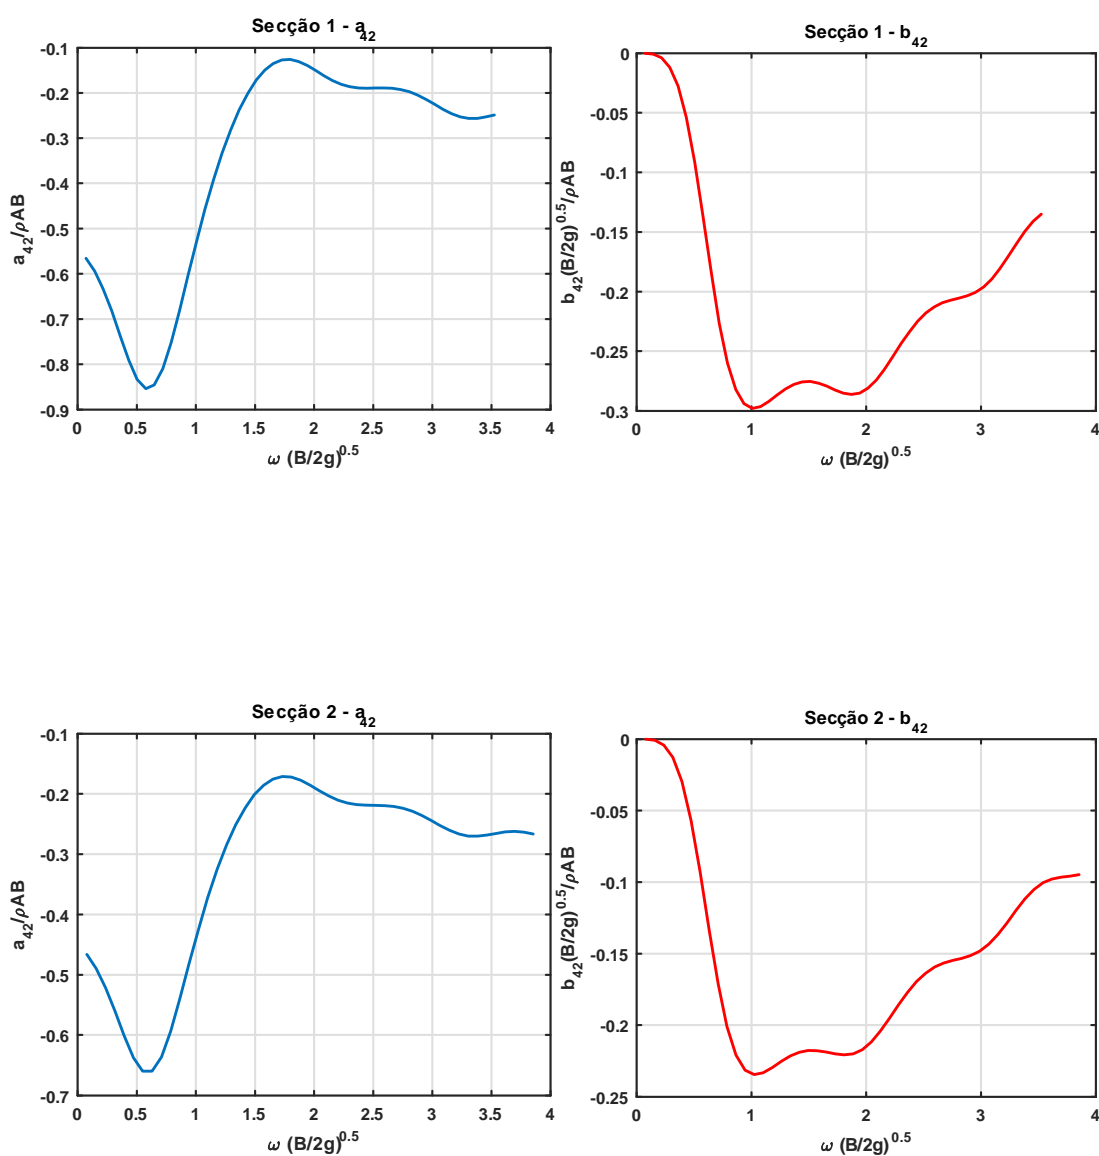 Secção 1 - a42
-0.1
-0.2
-0.3
-0.4
-0.5
-0.6
-0.7
-0.8
-0.9
a42/ρAB
0 0.5 1 1.5 2 2.5 3 3.5 4
ω (B/2g)0.5
Secção 1 - b42
0
-0.05
-0.1
-0.15
-0.2
-0.25
-0.3
b42(B/2g)0.5/ρAB
0 1 2 3 4
ω (B/2g)0.5
Secção 2 - a42
-0.1
-0.2
-0.3
-0.4
-0.5
-0.6
-0.7
a42/ρAB
0 0.5 1 1.5 2 2.5 3 3.5 4
ω (B/2g)0.5
Secção 2 - b42
0
-0.05
-0.1
-0.15
-0.2
-0.25
b42(B/2g)0.5/ρAB
0 1 2 3 4
ω (B/2g)0.5